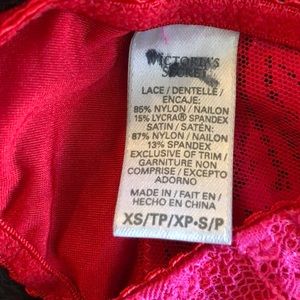 VICTORIA'S
SECRET
LACE / DENTELLE /
ENCAJE:
85% NYLON / NAILON
15% LYCRA® SPANDEX
SATIN / SATÉN:
87% NYLON / NAILON
13% SPANDEX
EXCLUSIVE OF TRIM /
GARNITURE NON
COMPRISE / EXCEPTO
ADORNO
MADE IN / FAIT EN /
HECHO EN CHINA
XS/TP/XP-S/P